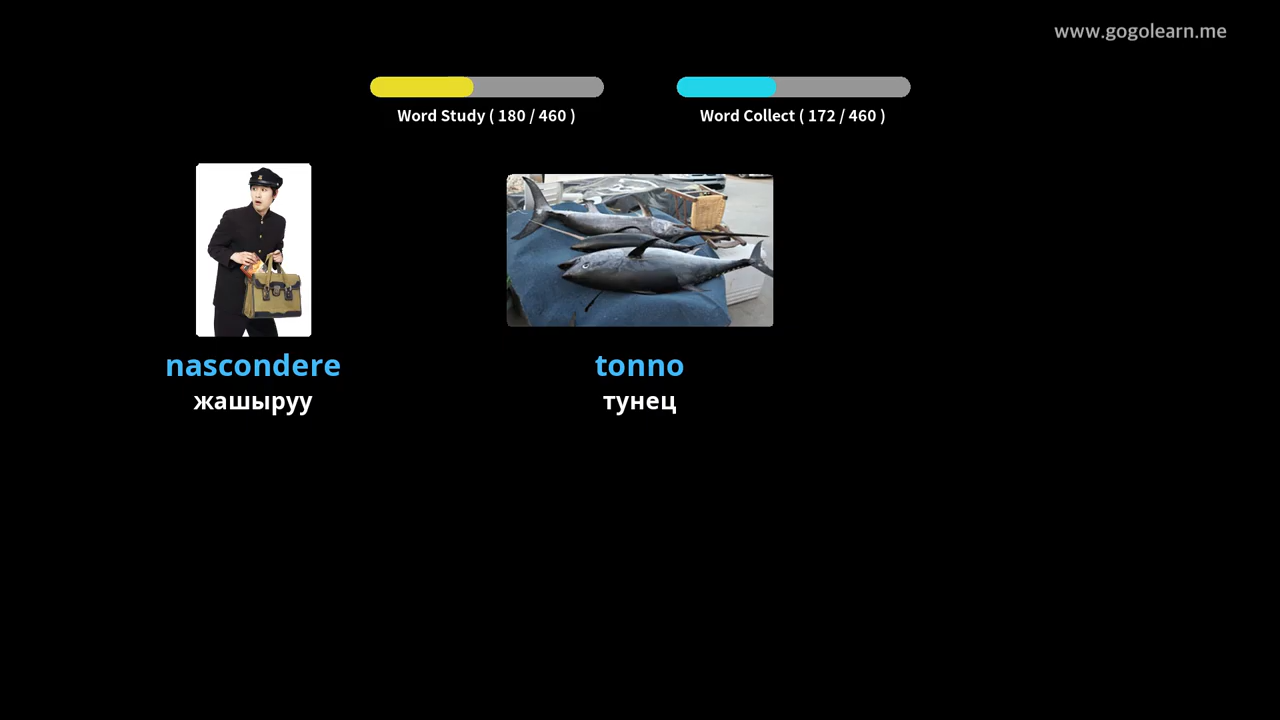 www.gogolearn.me
Word Study ( 180 / 460 )
Word Collect ( 172 / 460 )
nascondere
жашыруу
tonno
тунец